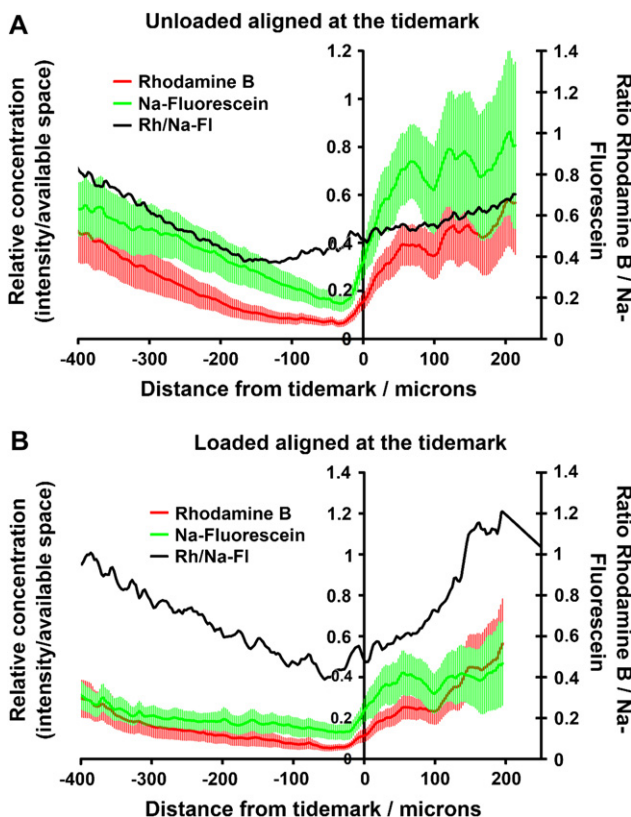 A
Unloaded aligned at the tidemark
Rhodamine B
Na-Fluorescein
Rh/Na-Fl
Relative concentration
(intensity/available space)
1.2
1
0.8
0.6
0.4
0.2
0
1.4
1.2
1
0.8
0.6
0.4
0.2
0
Ratio Rhodamine B / Na-
Fluorescein
-400 -300 -200 -100 0 100 200
Distance from tidemark / microns
B
Loaded aligned at the tidemark
Rhodamine B
Na-Fluorescein
Rh/Na-Fl
Relative concentration
(intensity/available space)
1.4
1.2
1
0.8
0.6
0.4
0.2
0
1.4
1.2
1
0.8
0.6
0.4
0.2
0
Ratio Rhodamine B / Na-
Fluorescein
-400 -300 -200 -100 0 100 200
Distance from tidemark / microns